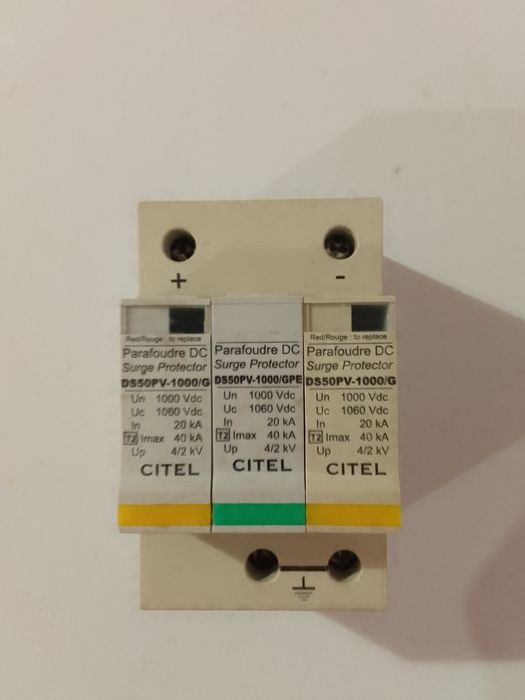 + -
Red/Rouge : to replace
Parafoudre DC
Surge Protector
DS50PV-1000/G
Un 1000 Vdc
Uc 1060 Vdc
In 20 kA
T2 Imax 40 kA
Up 4/2 kV
CITEL
Parafoudre DC
Surge Protector
DS50PV-1000/GPE
Un 1000 Vdc
Uc 1060 Vdc
In 20 kA
T2 Imax 40 kA
Up 4/2 kV
CITEL
Red/Rouge : to replace
Parafoudre DC
Surge Protector
DS50PV-1000/G
Un 1000 Vdc
Uc 1060 Vdc
In 20 kA
T2 Imax 40 kA
Up 4/2 kV
CITEL